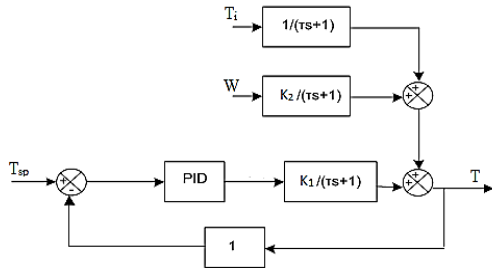 Ti
1/(τs+1)
W
K₂/(τs+1)
+
+
+
+
Tsp
+
-
PID
K₁/(τs+1)
T
1